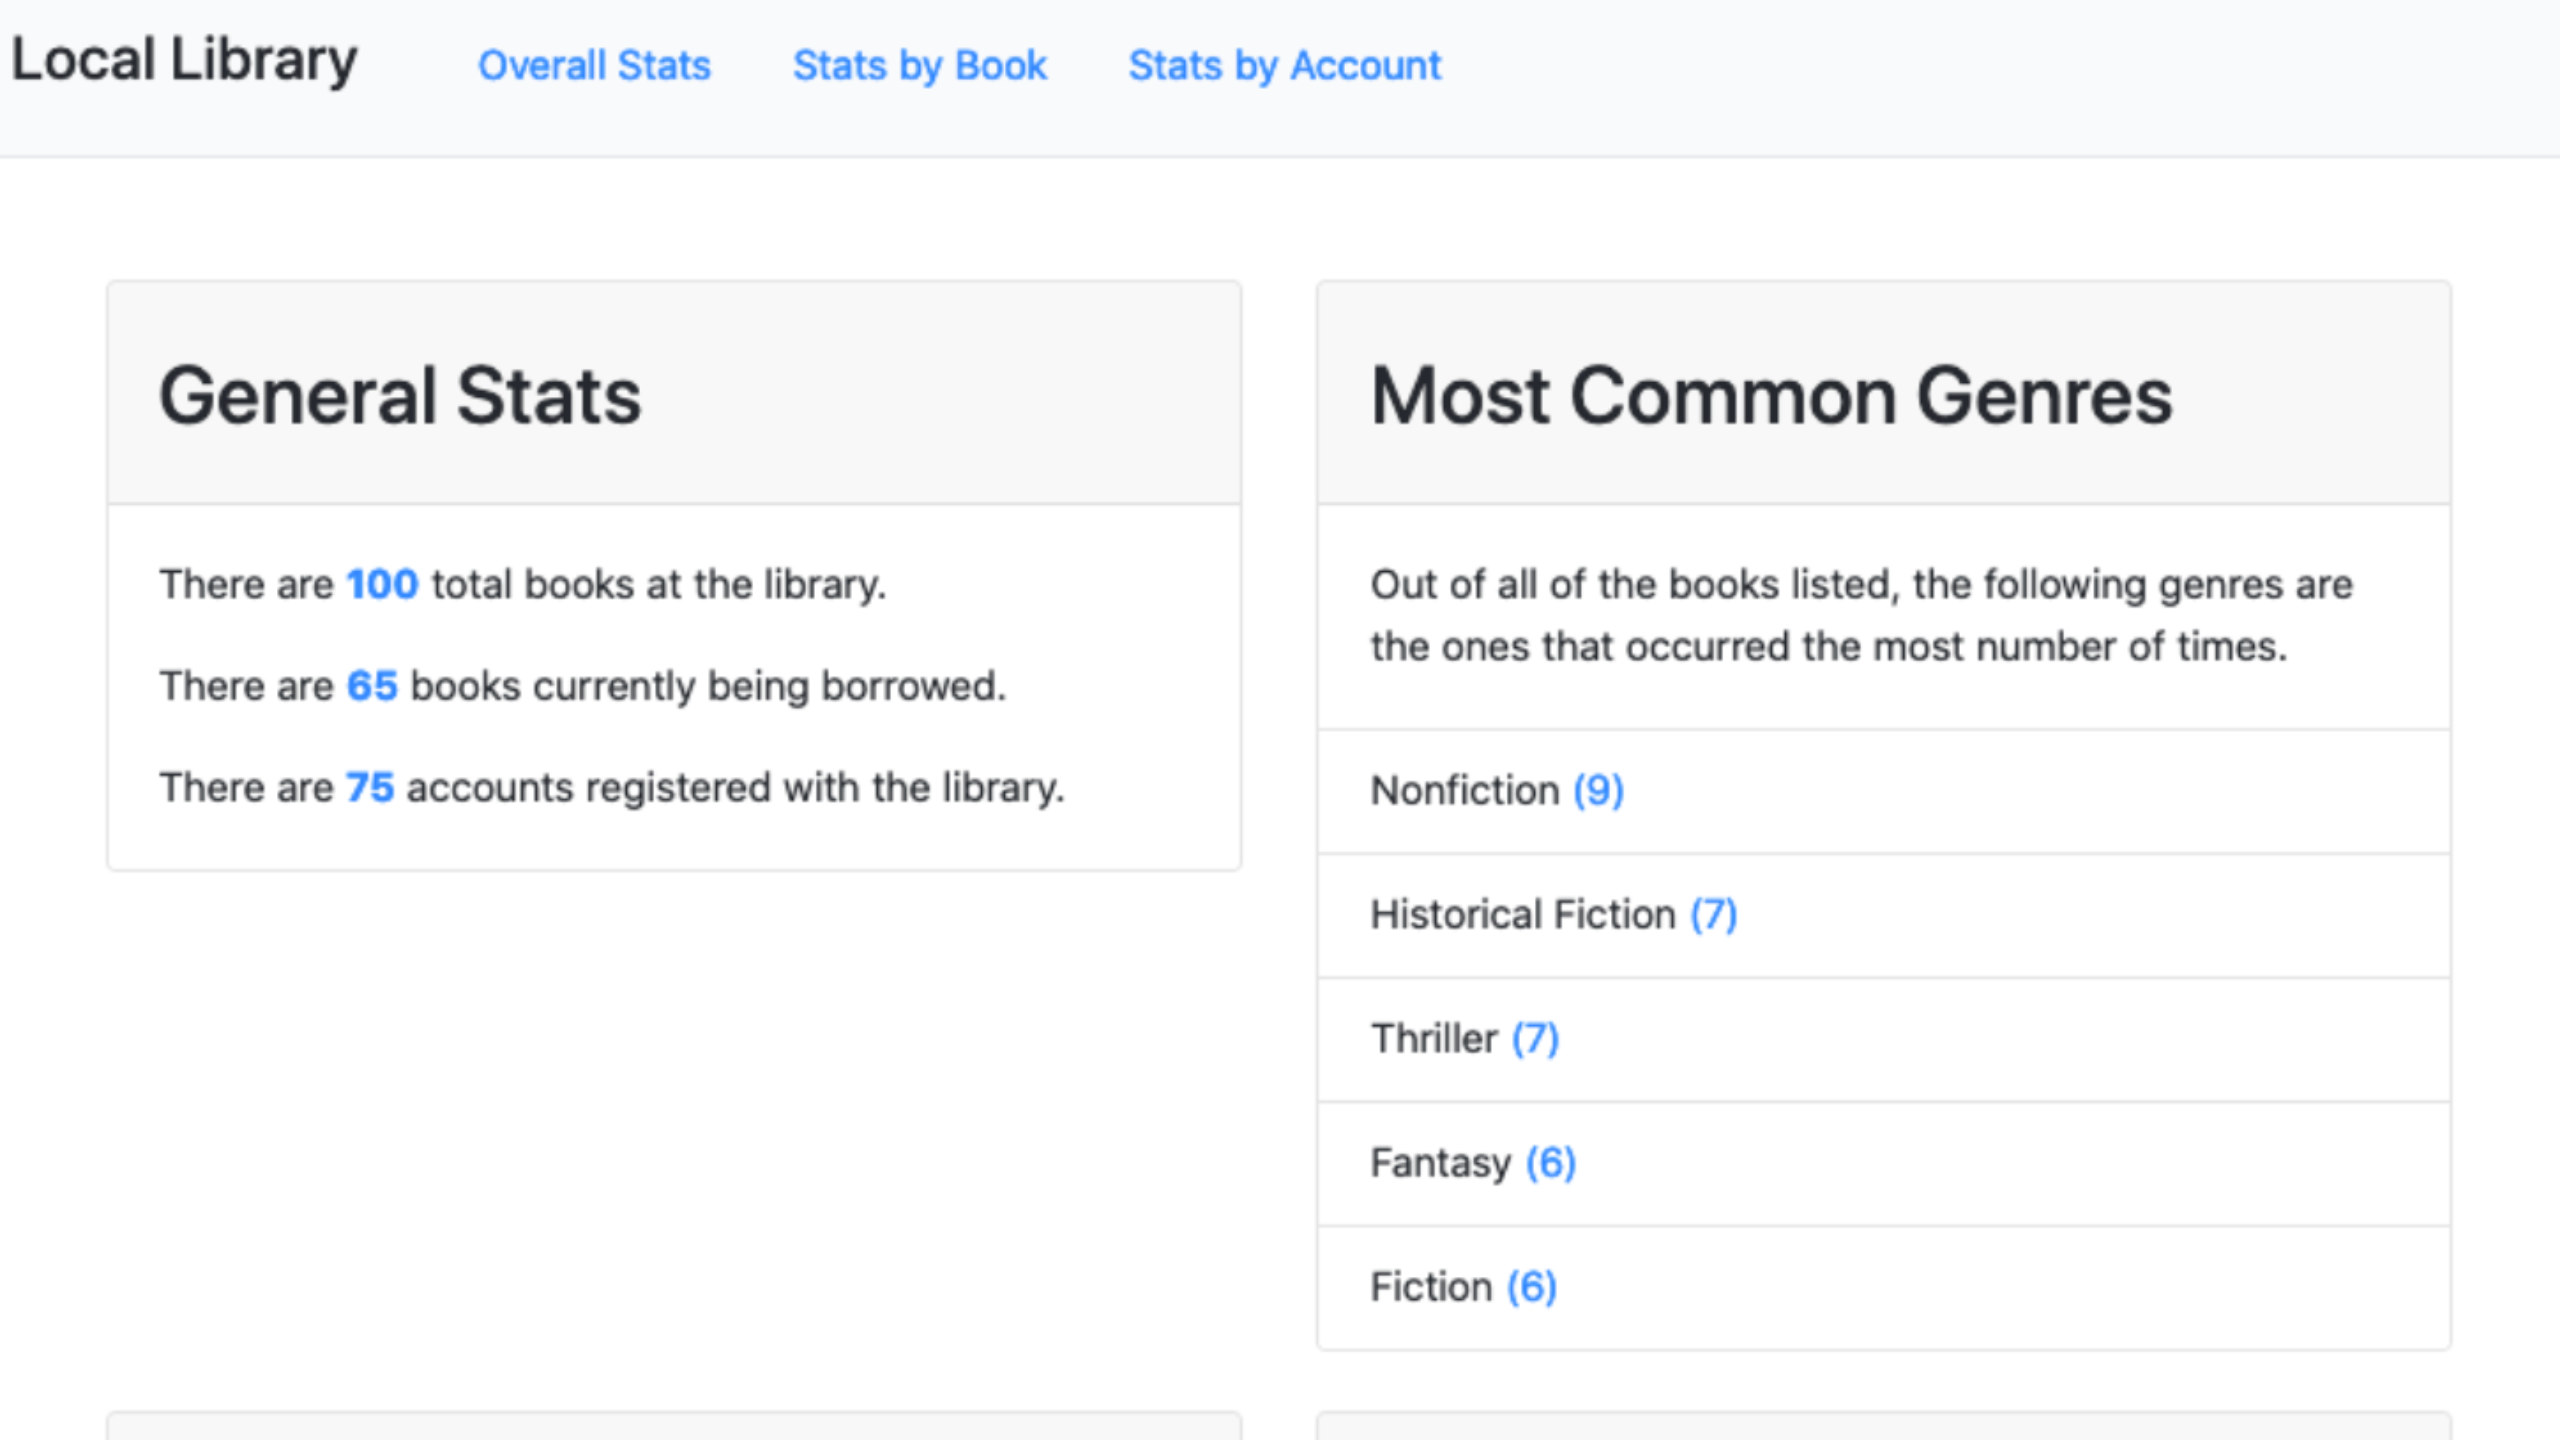 Local Library
Overall Stats
Stats by Book
Stats by Account
General Stats
There are 100 total books at the library.
There are 65 books currently being borrowed.
There are 75 accounts registered with the library.
Most Common Genres
Out of all of the books listed, the following genres are
the ones that occurred the most number of times.
Nonfiction (9)
Historical Fiction (7)
Thriller (7)
Fantasy (6)
Fiction (6)